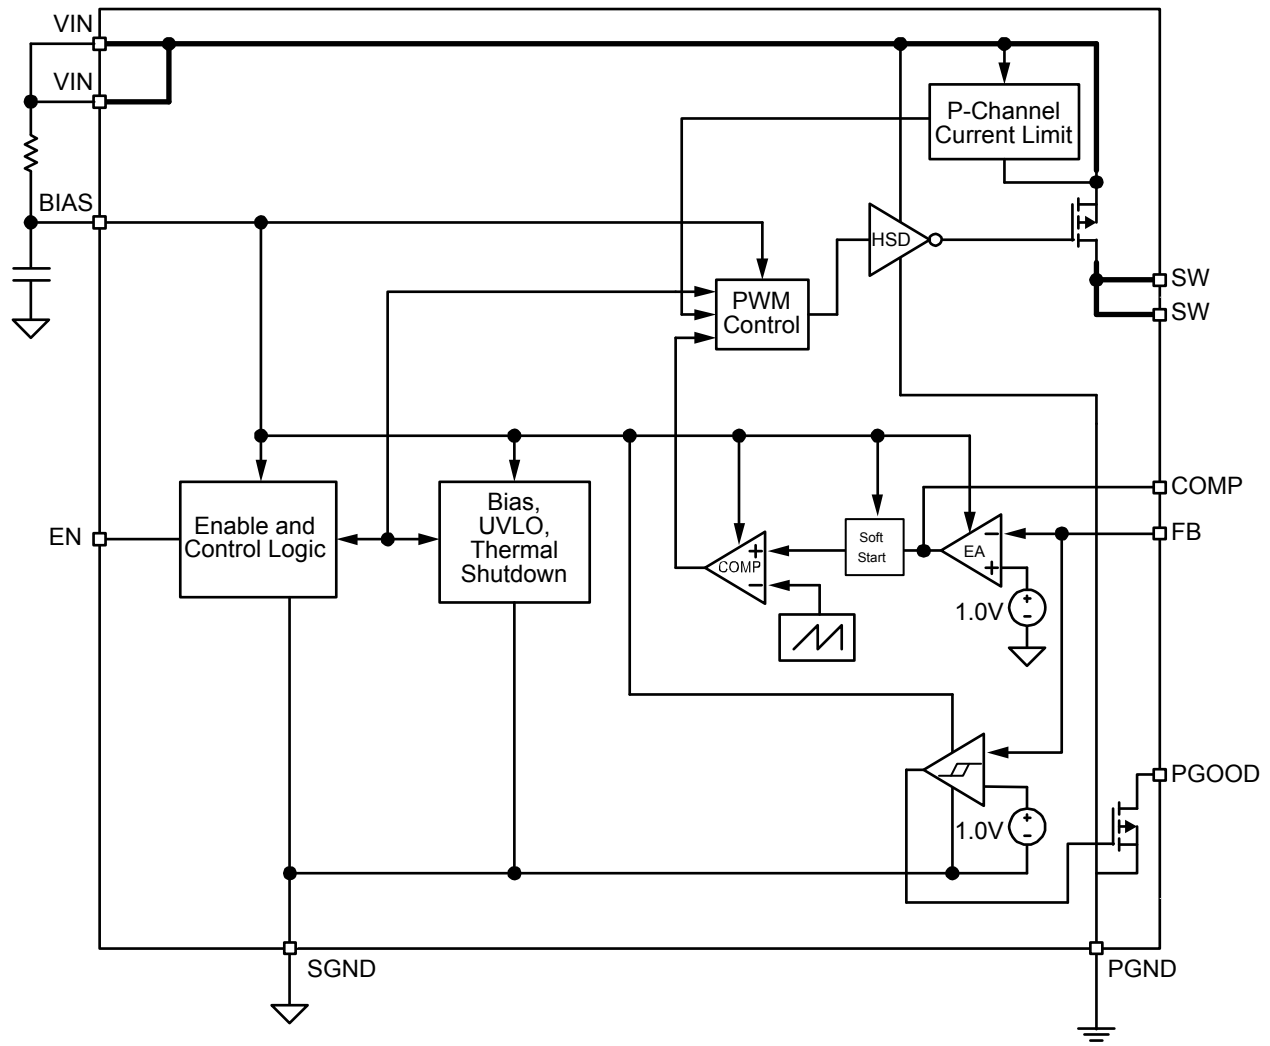 VIN
VIN
P-Channel
Current Limit
BIAS
HSD
SW
PWM
Control
SW
COMP
Enable and
Control Logic
Bias,
UVLO,
Thermal
Shutdown
EN
Soft
Start
FB
EA
−
+
COMP
+
−
1.0V
+
−
1.0V
+
−
PGOOD
SGND
PGND